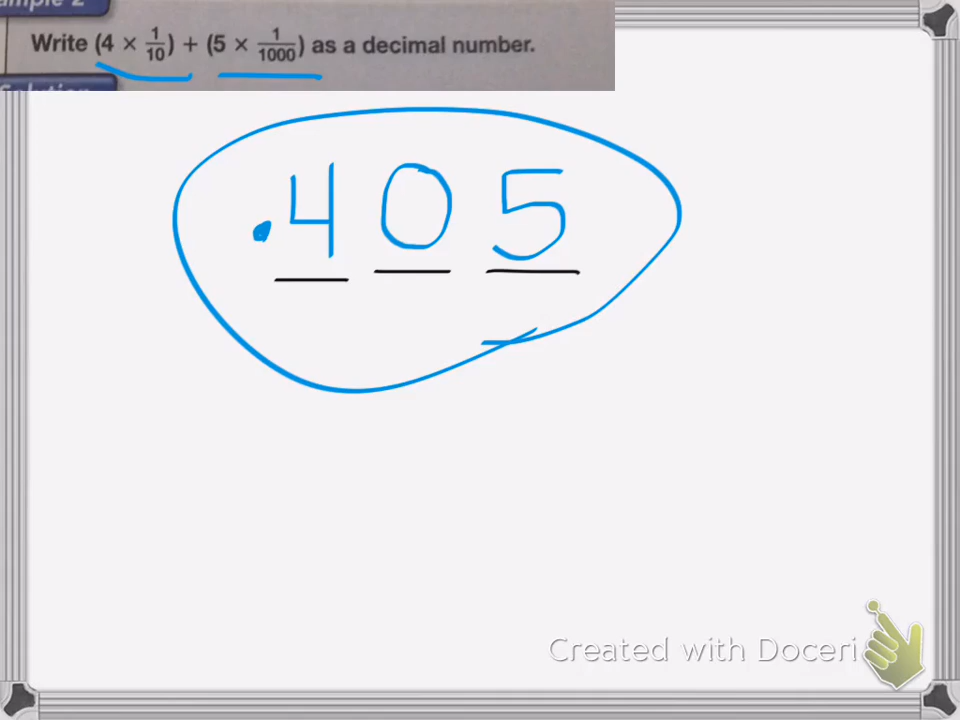 Write (4 × 1/10) + (5 × 1/1000) as a decimal number.
.405
Created with Doceri